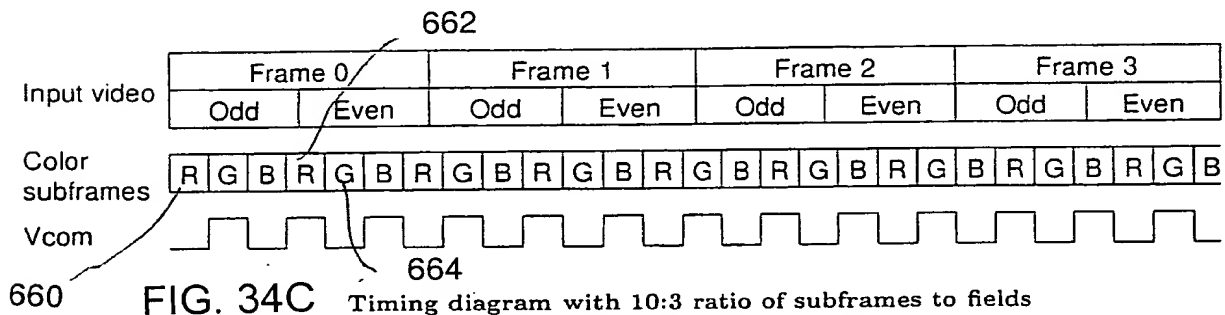 662
Frame 0 Frame 1 Frame 2 Frame 3
Input video
Odd Even Odd Even Odd Even Odd Even
Color
subframes
R G B R G B R G B R G B R G B R G B R G B R G B R G B
Vcom
664
660
FIG. 34C Timing diagram with 10:3 ratio of subframes to fields